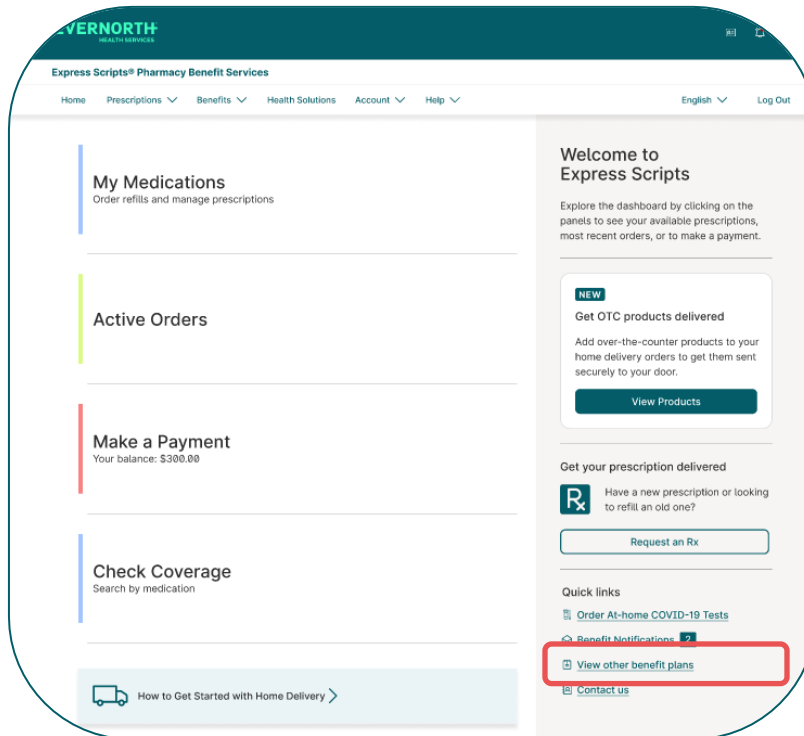 VERNORTH
HEALTH SERVICES
Express Scripts® Pharmacy Benefit Services
Home Prescriptions Benefits Health Solutions Account Help English Log Out
My Medications
Order refills and manage prescriptions
Active Orders
Make a Payment
Your balance: $300.00
Check Coverage
Search by medication
How to Get Started with Home Delivery
Welcome to
Express Scripts
Explore the dashboard by clicking on the
panels to see your available prescriptions,
most recent orders, or to make a payment.
NEW
Get OTC products delivered
Add over-the-counter products to your
home delivery orders to get them sent
securely to your door.
View Products
Get your prescription delivered
Rx
Have a new prescription or looking
to refill an old one?
Request an Rx
Quick links
Order At-home COVID-19 Tests
Benefit Notifications 2
View other benefit plans
Contact us